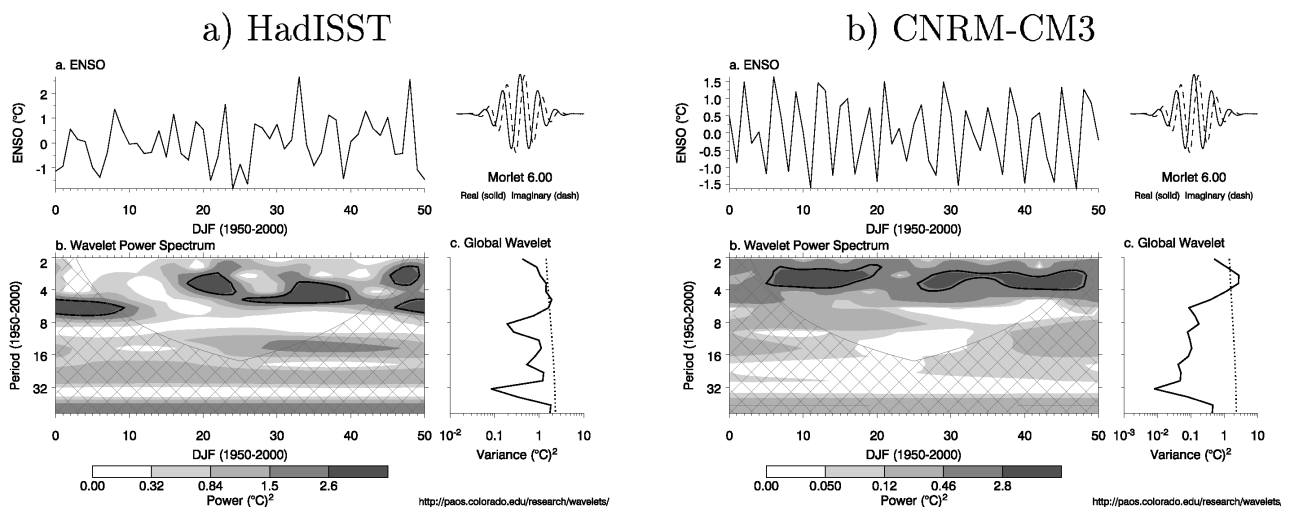 a) HadISST
b) CNRM-CM3
a. ENSO
ENSO (°C)
2
1
0
-1
0 10 20 30 40 50
DJF (1950-2000)
Morlet 6.00
Real (solid) Imaginary (dash)
b. Wavelet Power Spectrum
Period (1950-2000)
2
4
8
16
32
0 10 20 30 40 50
DJF (1950-2000)
0.00 0.32 0.84 1.5 2.6
Power (°C)²
c. Global Wavelet
10⁻² 0.1 1 10
Variance (°C)²
http://paos.colorado.edu/research/wavelets/
a. ENSO
ENSO (°C)
1.5
1.0
0.5
0.0
-0.5
-1.0
-1.5
0 10 20 30 40 50
DJF (1950-2000)
Morlet 6.00
Real (solid) Imaginary (dash)
b. Wavelet Power Spectrum
Period (1950-2000)
2
4
8
16
32
0 10 20 30 40 50
DJF (1950-2000)
0.00 0.050 0.12 0.46 2.8
Power (°C)²
c. Global Wavelet
10⁻³ 10⁻² 0.1 1 10
Variance (°C)²
http://paos.colorado.edu/research/wavelets/